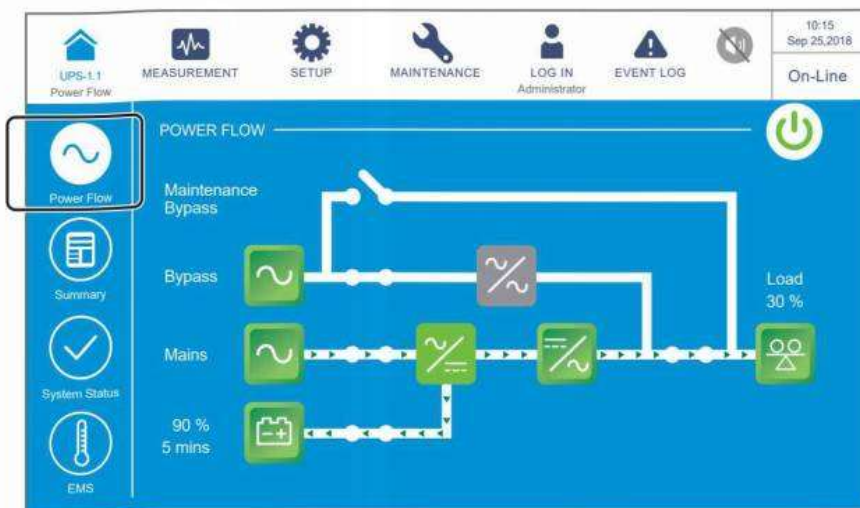 UPS-1.1
Power Flow
MEASUREMENT
SETUP
MAINTENANCE
LOG IN
Administrator
EVENT LOG
10:15
Sep 25,2018
On-Line
Power Flow
Summary
System Status
EMS
POWER FLOW
Maintenance
Bypass
Bypass
Load
30 %
Mains
90 %
5 mins